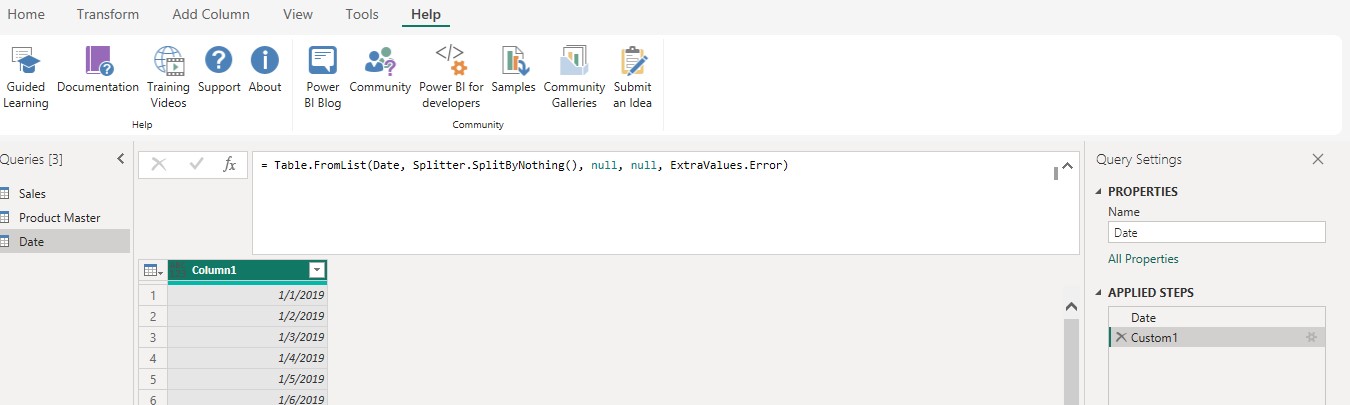 Home Transform Add Column View Tools Help
Guided Learning
Documentation
Training Videos
Support
About
Power BI Blog
Community
Power BI for developers
Samples
Community Galleries
Submit an Idea
Help
Community
Queries [3]
Sales
Product Master
Date
fx
= Table.FromList(Date, Splitter.SplitByNothing(), null, null, ExtraValues.Error)
Column1
1 1/1/2019
2 1/2/2019
3 1/3/2019
4 1/4/2019
5 1/5/2019
6 1/6/2019
Query Settings
PROPERTIES
Name
Date
All Properties
APPLIED STEPS
Date
Custom1